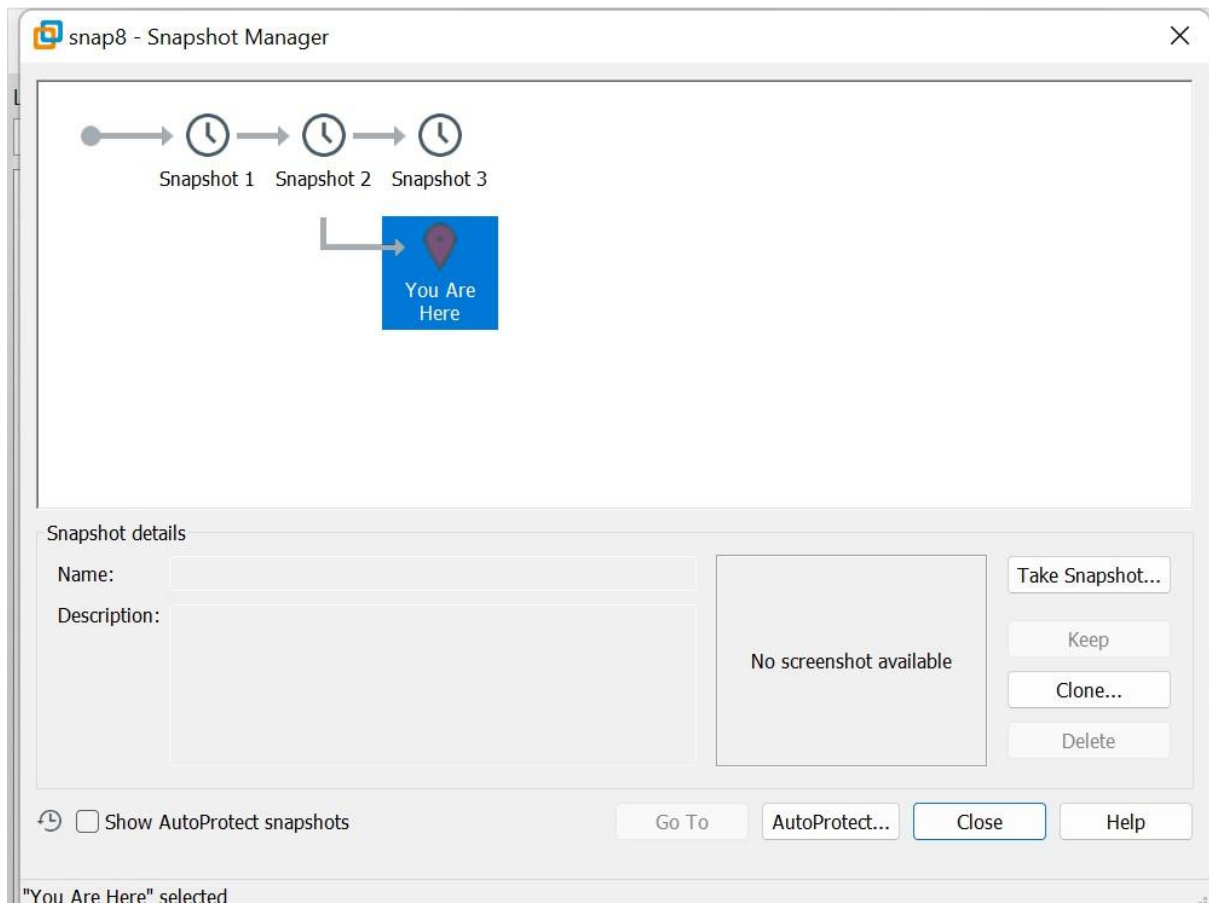 snap8 - Snapshot Manager
Snapshot 1 Snapshot 2 Snapshot 3
You Are
Here
Snapshot details
Name:
Take Snapshot...
Description:
Keep
No screenshot available
Clone...
Delete
Show AutoProtect snapshots
Go To
AutoProtect...
Close
Help
"You Are Here" selected